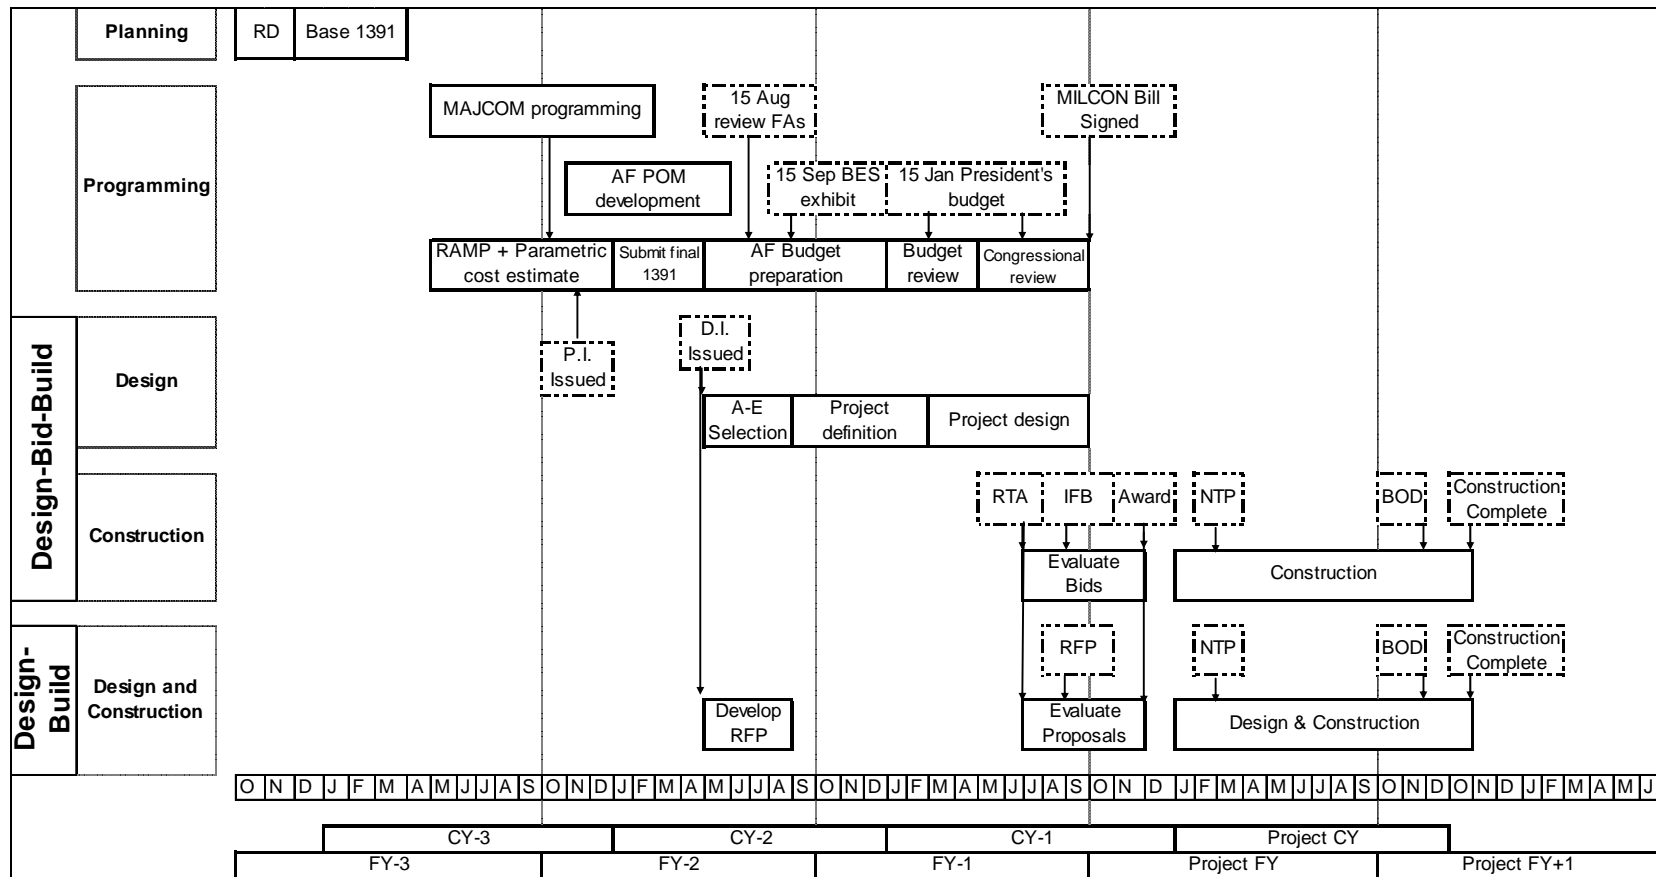 Planning
RD
Base 1391
Programming
MAJCOM programming
15 Aug
review FAs
MILCON Bill
Signed
AF POM
development
15 Sep BES
exhibit
15 Jan President's
budget
RAMP + Parametric
cost estimate
Submit final
1391
AF Budget
preparation
Budget
review
Congressional
review
Design-Bid-Build
Design
P.I.
Issued
D.I.
Issued
A-E
Selection
Project
definition
Project design
Construction
RTA
IFB
Award
NTP
BOD
Construction
Complete
Evaluate
Bids
Construction
Design-
Build
Design and
Construction
RFP
NTP
BOD
Construction
Complete
Develop
RFP
Evaluate
Proposals
Design & Construction
O N D J F M A M J J A S O N D J F M A M J J A S O N D J F M A M J J A S O N D J F M A M J J A S O N D O N D J F M A M J
CY-3 CY-2 CY-1 Project CY
FY-3 FY-2 FY-1 Project FY Project FY+1